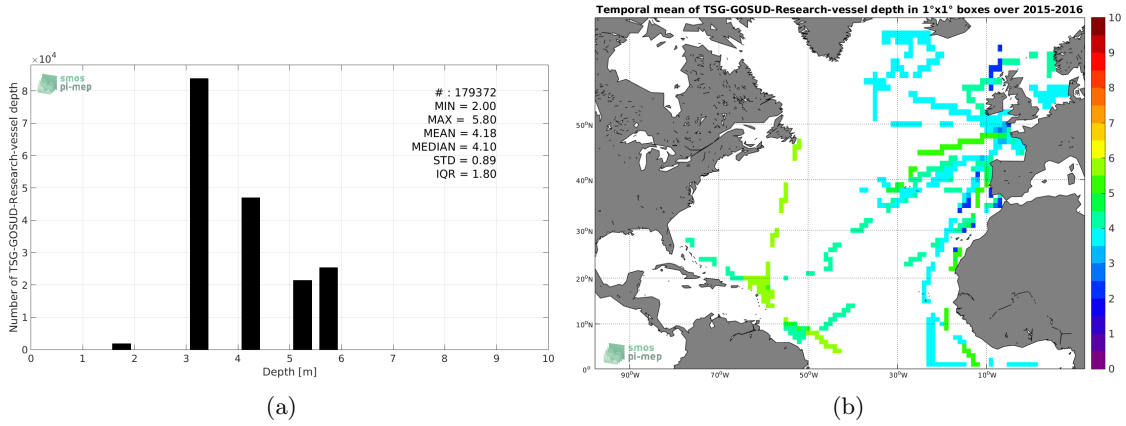 Temporal mean of TSG-GOSUD-Research-vessel depth in 1°x1° boxes over 2015-2016
×10⁴
smos
pi-mep
# : 179372
MIN = 2.00
MAX = 5.80
MEAN = 4.18
MEDIAN = 4.10
STD = 0.89
IQR = 1.80
Number of TSG-GOSUD-Research-vessel depth
8
7
6
5
4
3
2
1
0
0 1 2 3 4 5 6 7 8 9 10
Depth [m]
(a)
50°N
40°N
30°N
20°N
10°N
0°
90°W 70°W 50°W 30°W 10°W
smos
pi-mep
10
9
8
7
6
5
4
3
2
1
0
(b)